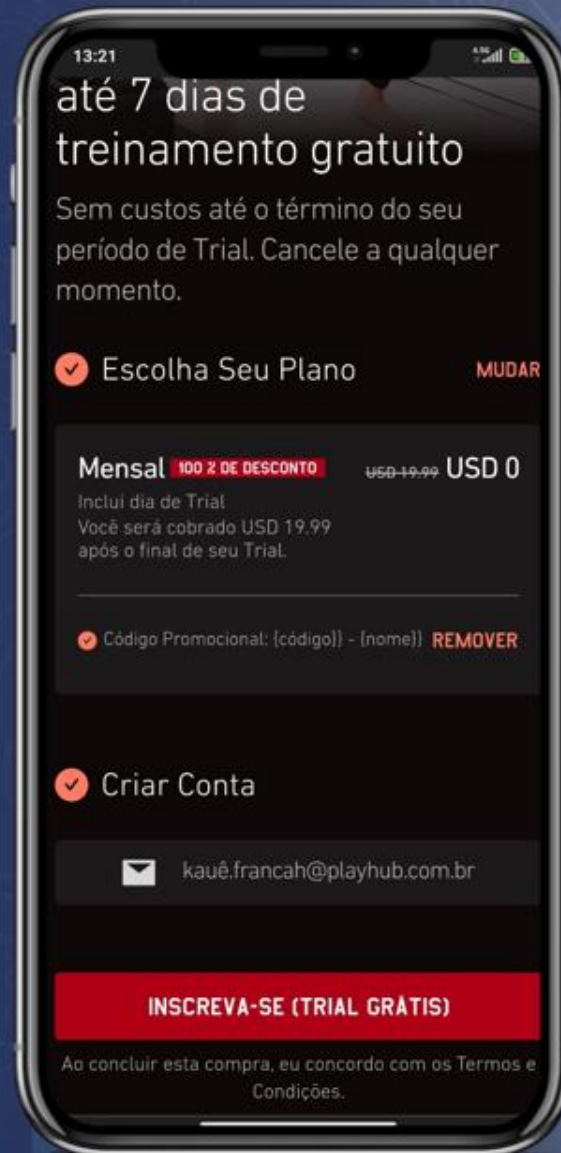 13:21
até 7 dias de
treinamento gratuito
Sem custos até o término do seu
período de Trial. Cancele a qualquer
momento.
Escolha Seu Plano MUDAR
Mensal 100 % DE DESCONTO USD 19.99 USD 0
Inclui dia de Trial
Você será cobrado USD 19.99
após o final de seu Trial.
Código Promocional: {código}} - {nome}} REMOVER
Criar Conta
kauê.francah@playhub.com.br
INSCREVA-SE (TRIAL GRÁTIS)
Ao concluir esta compra, eu concordo com os Termos e
Condições.